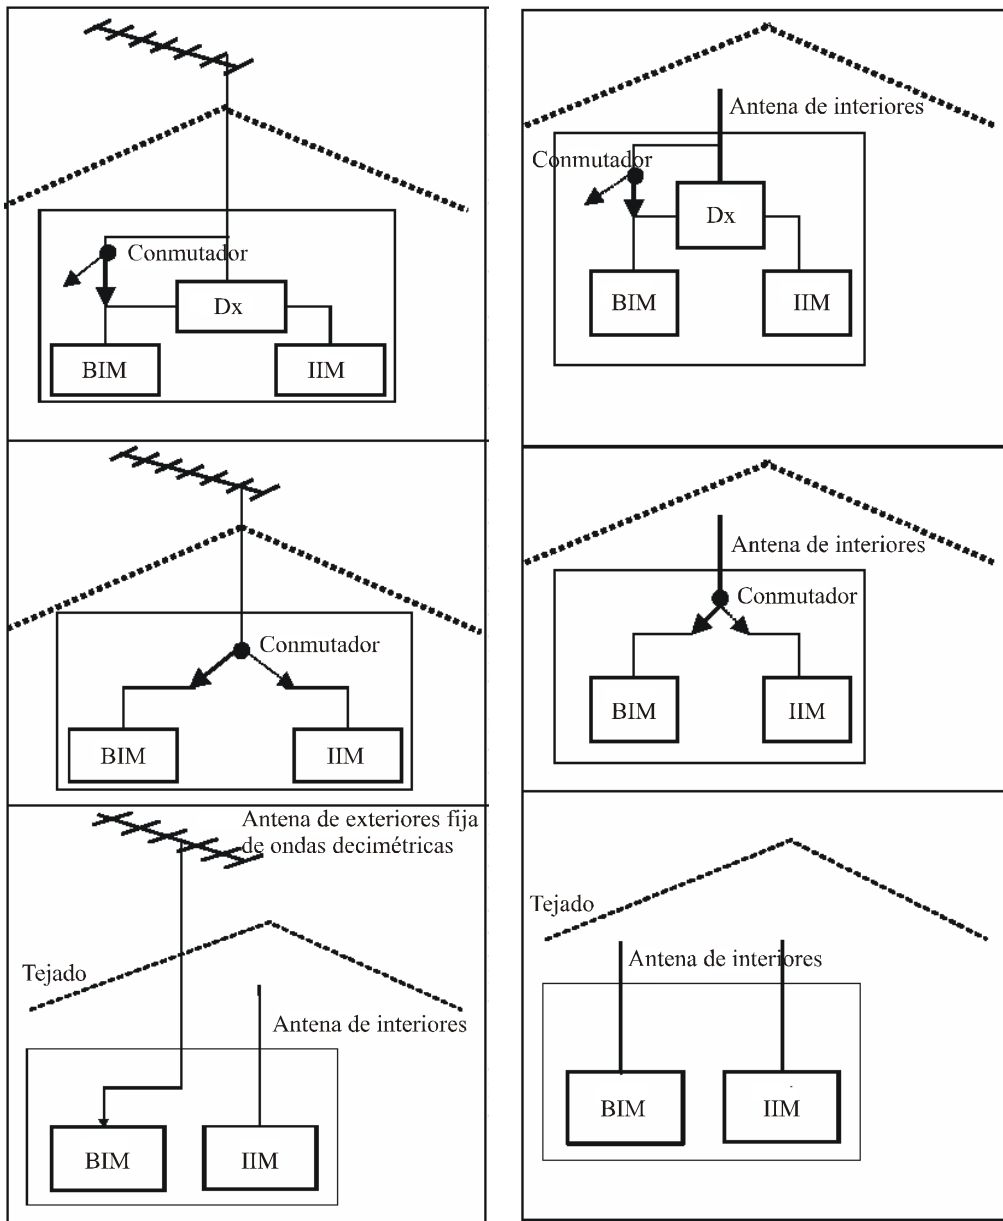 Conmutador
Dx
BIM
IIM
Antena de interiores
Conmutador
Dx
BIM
IIM
Conmutador
BIM
IIM
Antena de interiores
Conmutador
BIM
IIM
Antena de exteriores fija
de ondas decimétricas
Tejado
Antena de interiores
BIM
IIM
Tejado
Antena de interiores
BIM
IIM